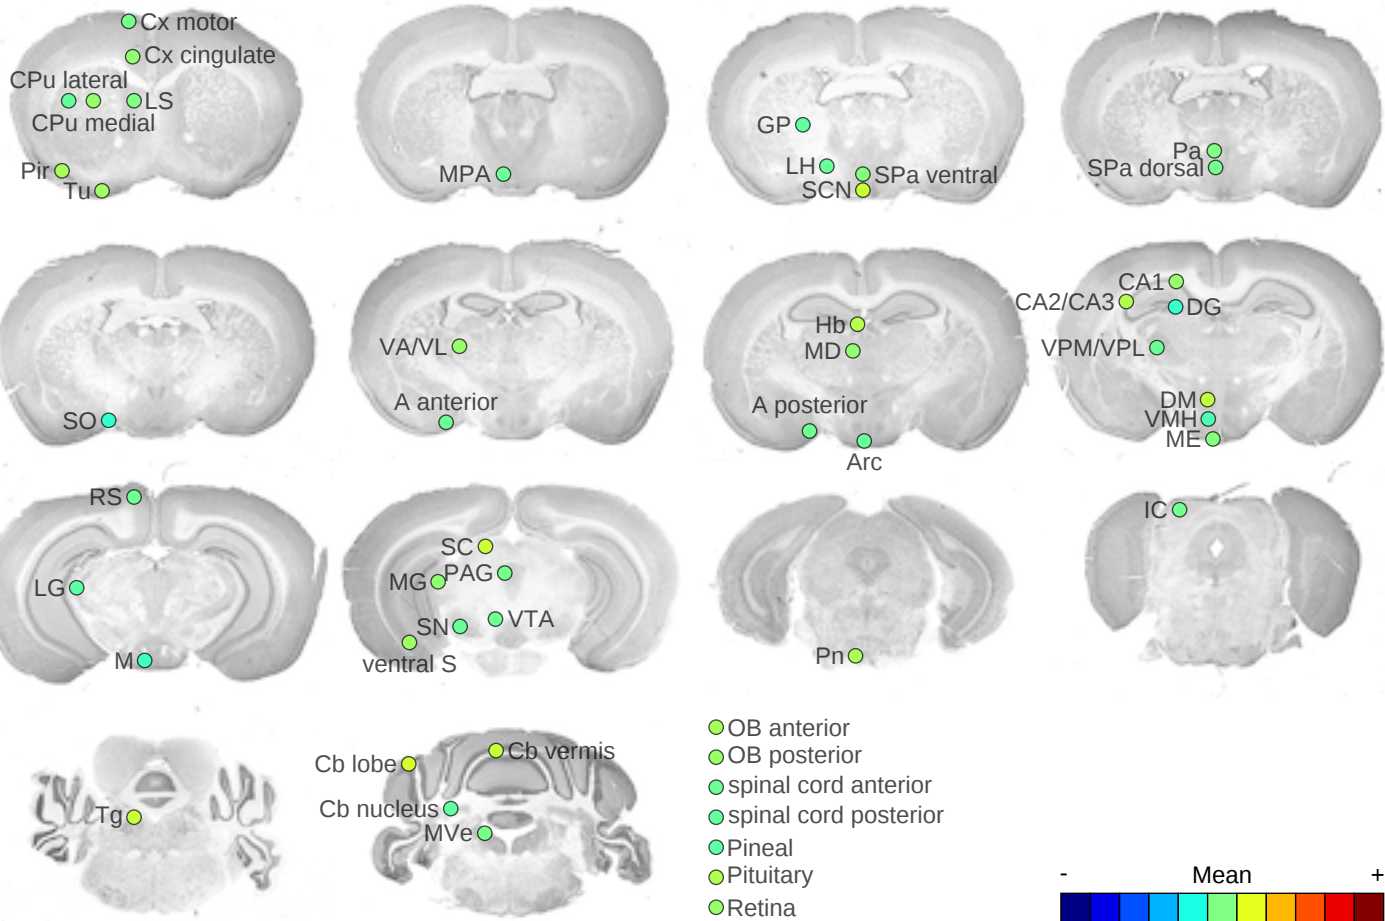 Cx motor
Cx cingulate
CPu lateral
LS
CPu medial
Pir
Tu
MPA
GP
LH
SPa ventral
SCN
Pa
SPa dorsal
SO
VA/VL
A anterior
Hb
MD
A posterior
Arc
CA1
CA2/CA3
DG
VPM/VPL
DM
VMH
ME
RS
LG
M
SC
MG
PAG
SN
VTA
ventral S
Pn
IC
Tg
Cb lobe
Cb vermis
Cb nucleus
MVe
OB anterior
OB posterior
spinal cord anterior
spinal cord posterior
Pineal
Pituitary
Retina
- Mean +